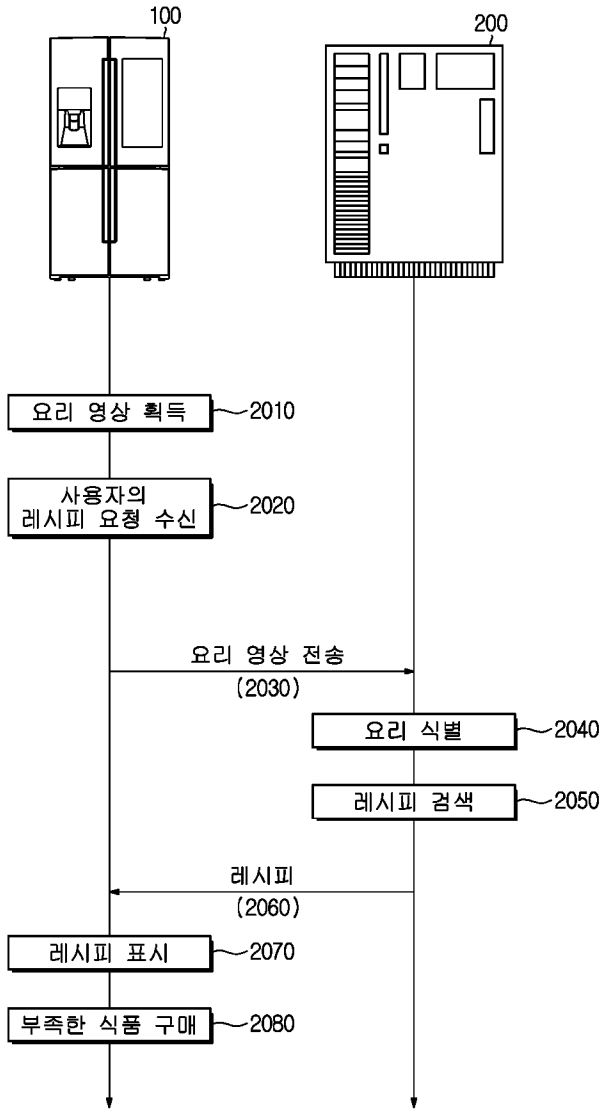 100
200
요리 영상 획득
2010
사용자의
레시피 요청 수신
2020
요리 영상 전송
(2030)
요리 식별
2040
레시피 검색
2050
레시피
(2060)
레시피 표시
2070
부족한 식품 구매
2080